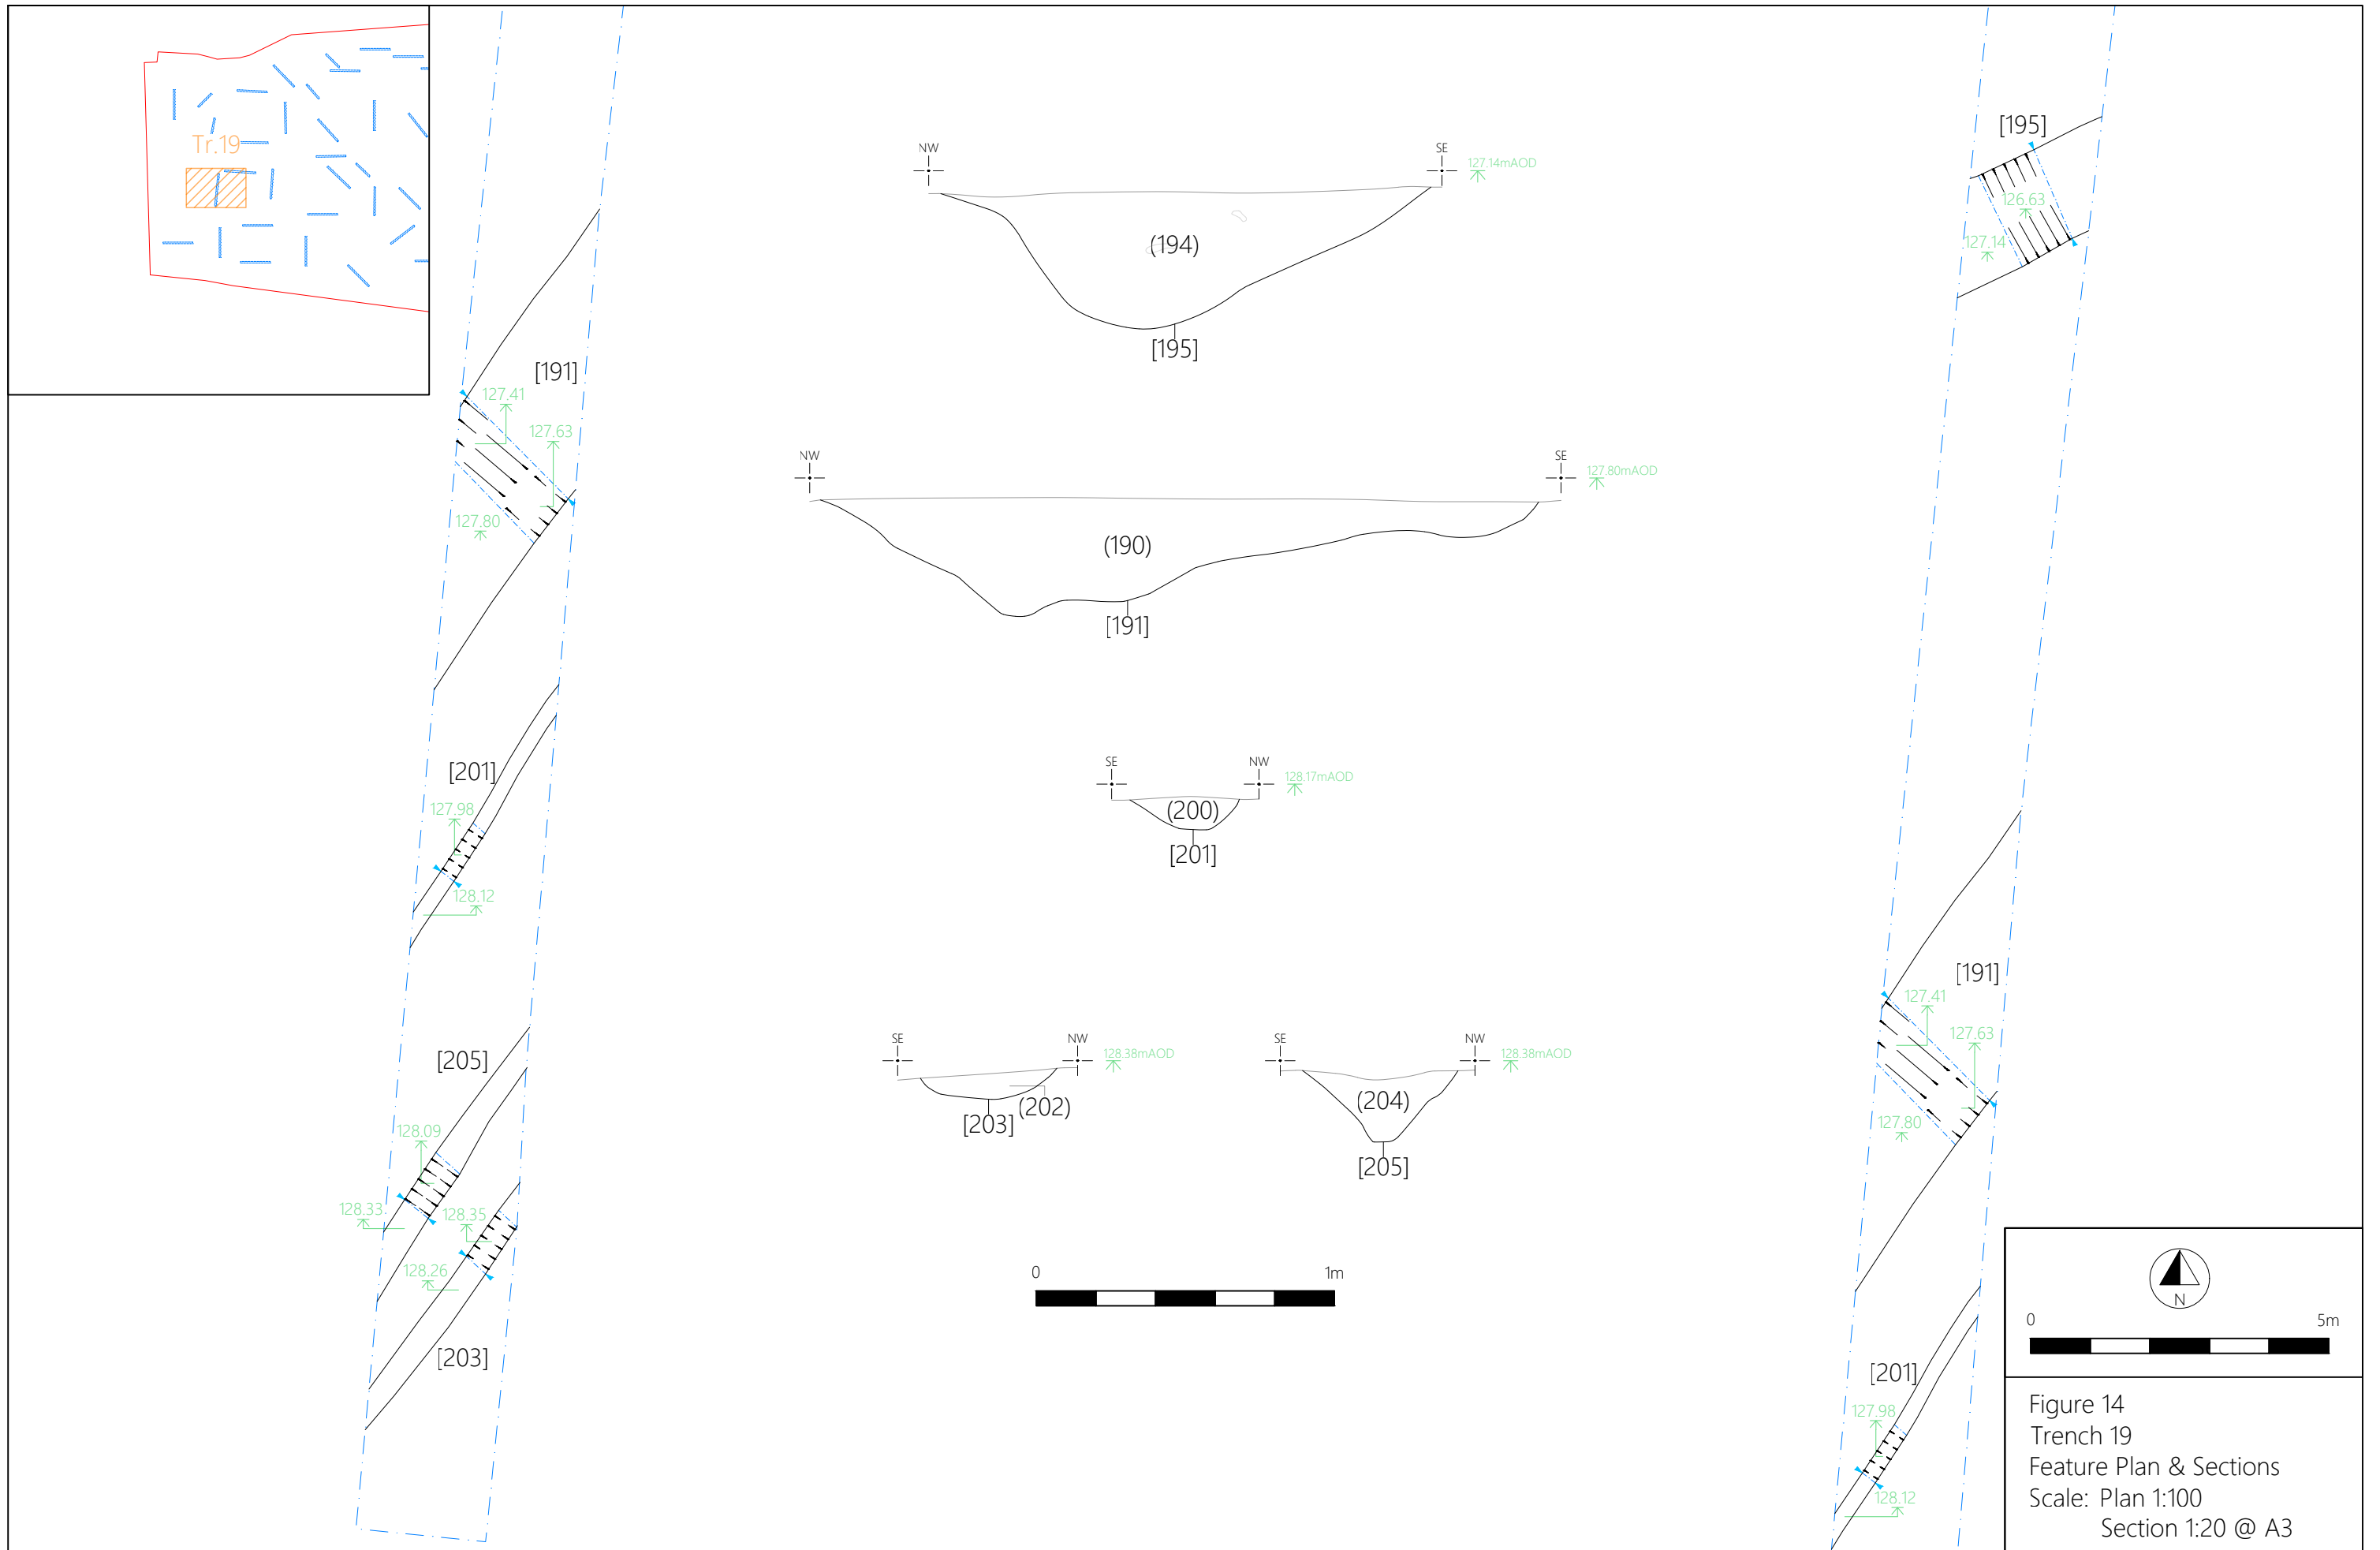 Tr.19
[191]
127.41
127.63
127.80
[201]
127.98
128.12
[205]
128.09
128.33
128.35
128.26
[203]
NW
SE
127.14mAOD
(194)
[195]
NW
SE
127.80mAOD
(190)
[191]
SE
NW
128.17mAOD
(200)
[201]
SE
NW
128.38mAOD
(202)
[203]
SE
NW
128.38mAOD
(204)
[205]
0 1m
[195]
126.63
127.14
[191]
127.41
127.63
127.80
[201]
127.98
128.12
N
0 5m
Figure 14
Trench 19
Feature Plan & Sections
Scale: Plan 1:100
Section 1:20 @ A3